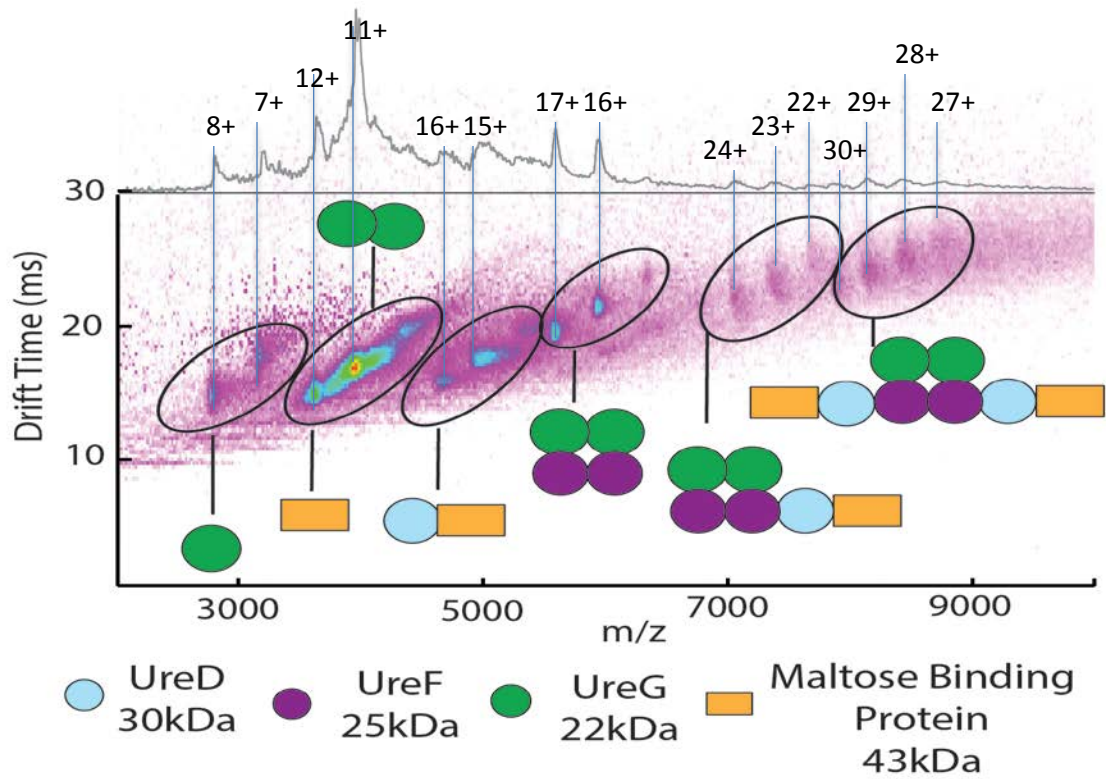 11+
12+
28+
7+
17+
16+
22+
29+
27+
8+
16+
15+
23+
24+
30+
30
20
10
Drift Time (ms)
3000
5000
7000
9000
m/z
UreD
30kDa
UreF
25kDa
UreG
22kDa
Maltose Binding
Protein
43kDa